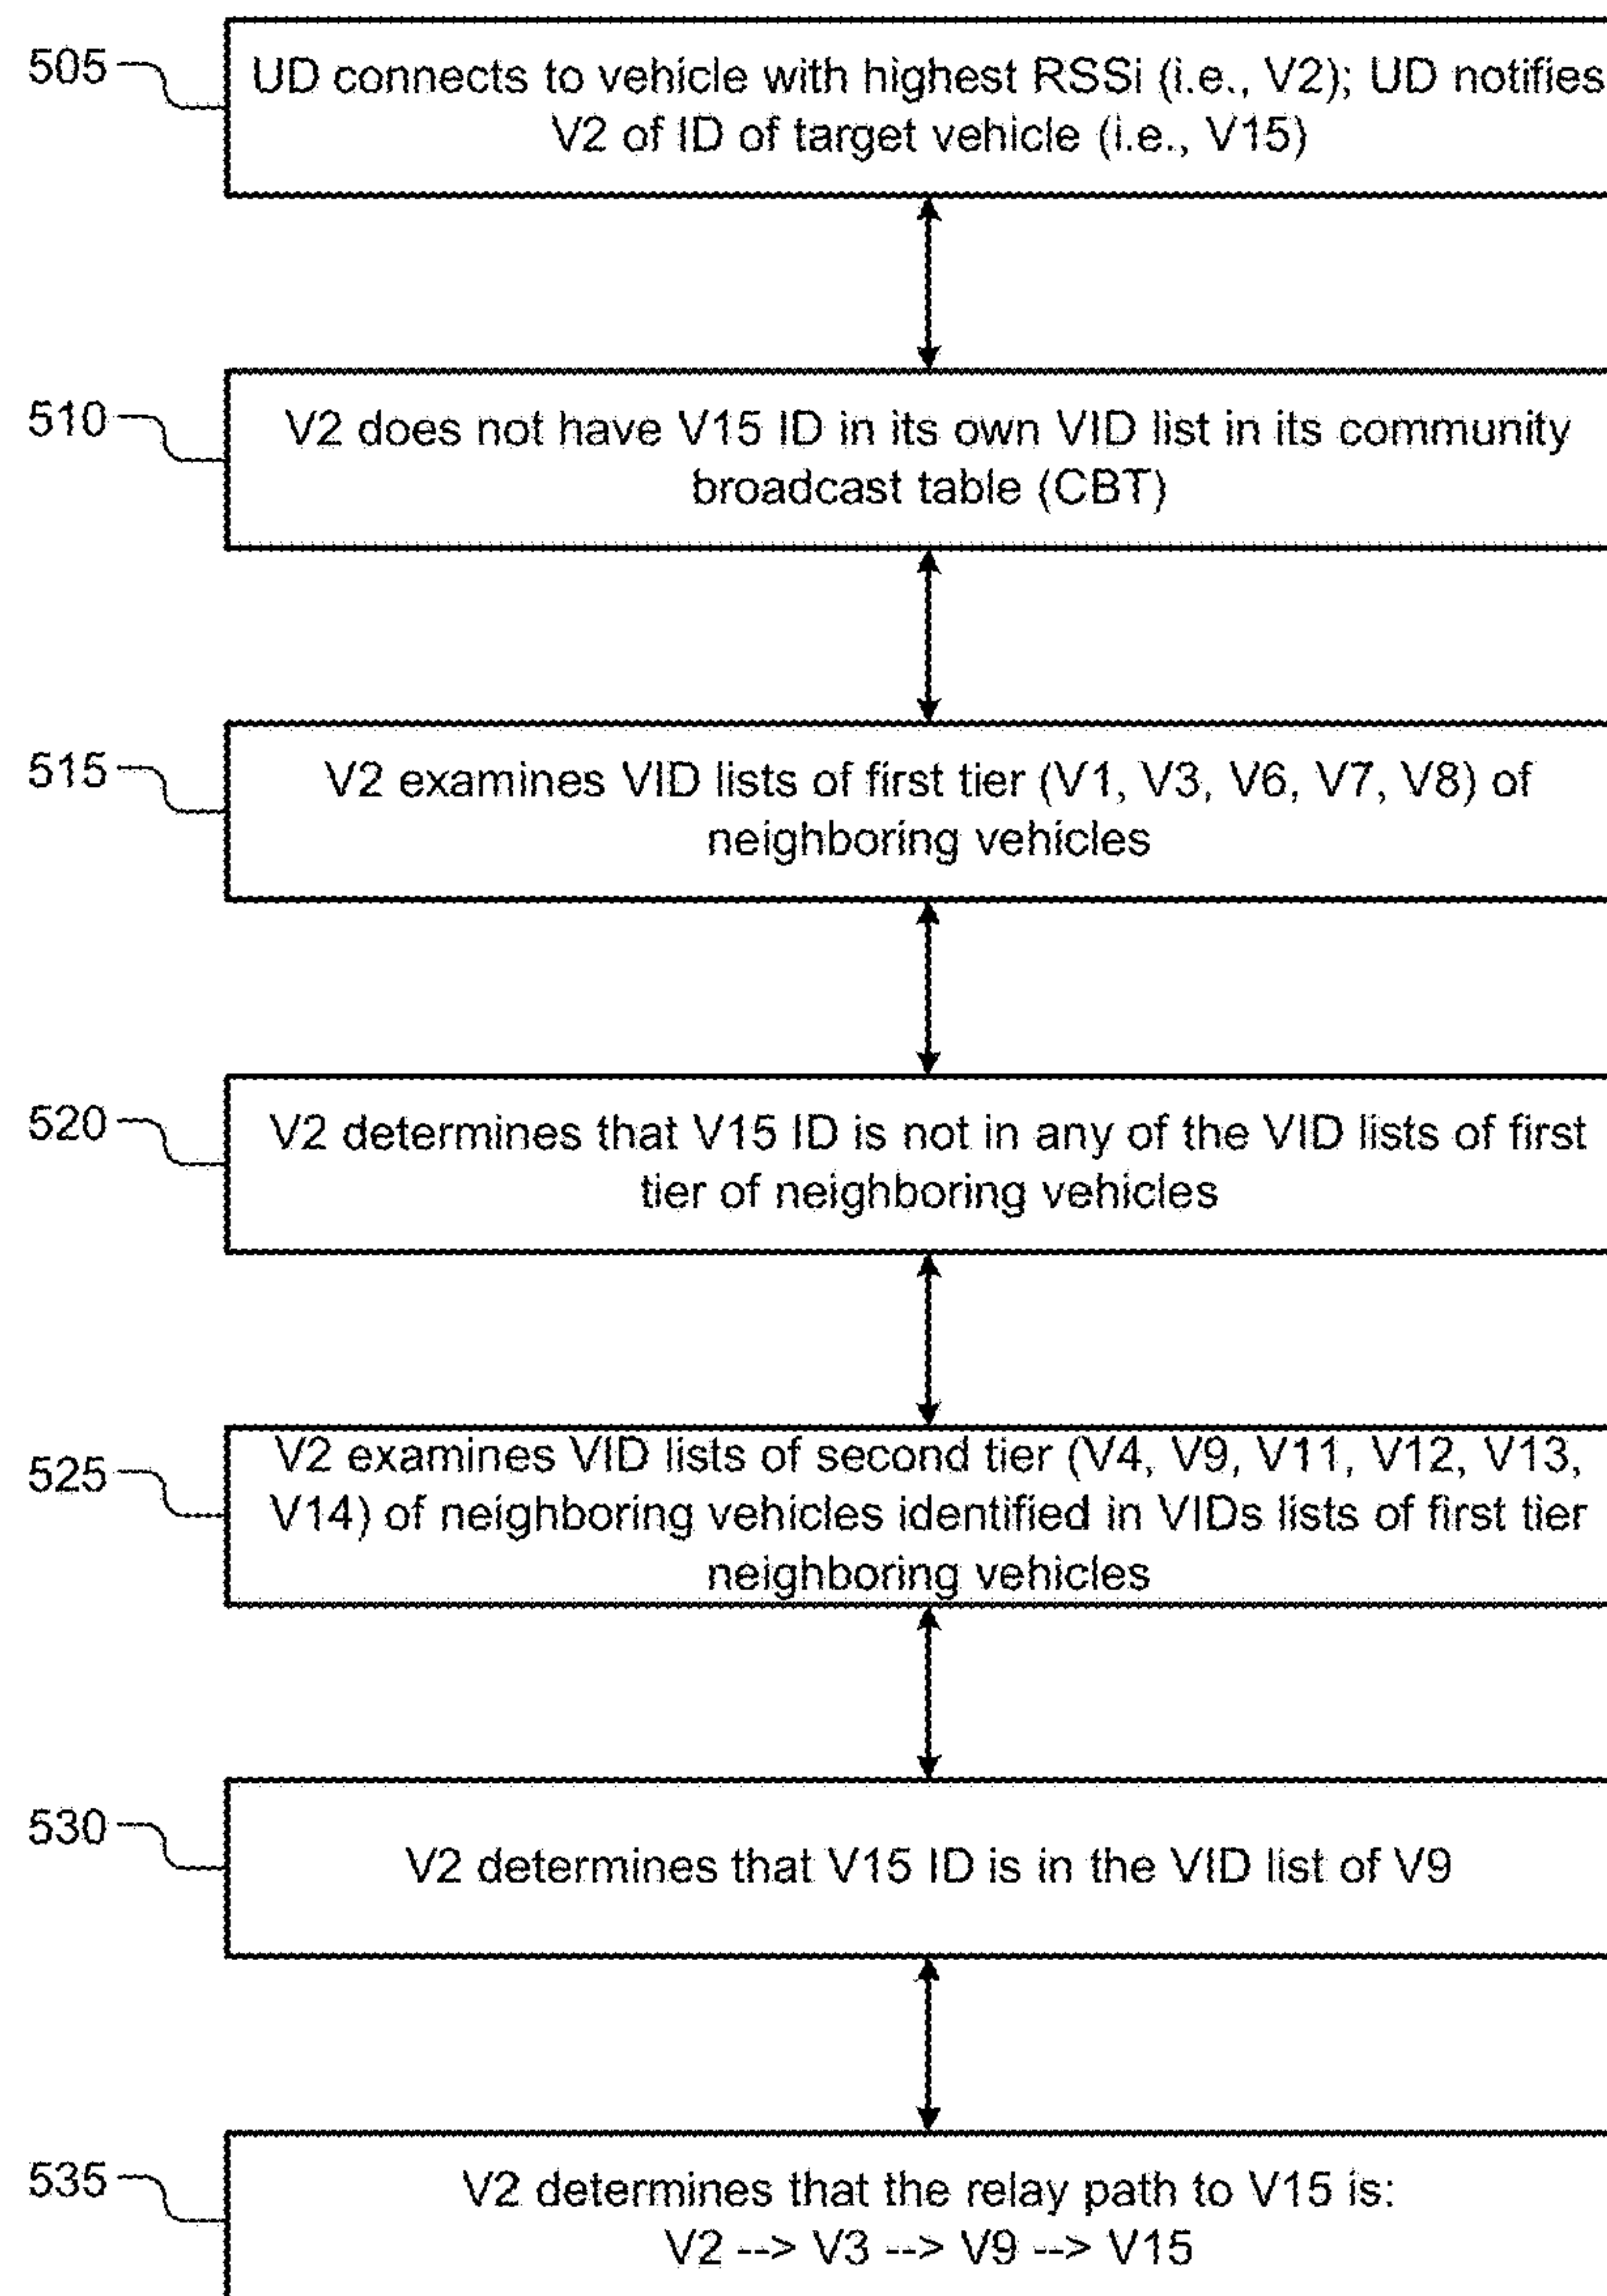 505
UD connects to vehicle with highest RSSi (i.e., V2); UD notifies
V2 of ID of target vehicle (i.e., V15)
510
V2 does not have V15 ID in its own VID list in its community
broadcast table (CBT)
515
V2 examines VID lists of first tier (V1, V3, V6, V7, V8) of
neighboring vehicles
520
V2 determines that V15 ID is not in any of the VID lists of first
tier of neighboring vehicles
525
V2 examines VID lists of second tier (V4, V9, V11, V12, V13,
V14) of neighboring vehicles identified in VIDs lists of first tier
neighboring vehicles
530
V2 determines that V15 ID is in the VID list of V9
535
V2 determines that the relay path to V15 is:
V2 --> V3 --> V9 --> V15